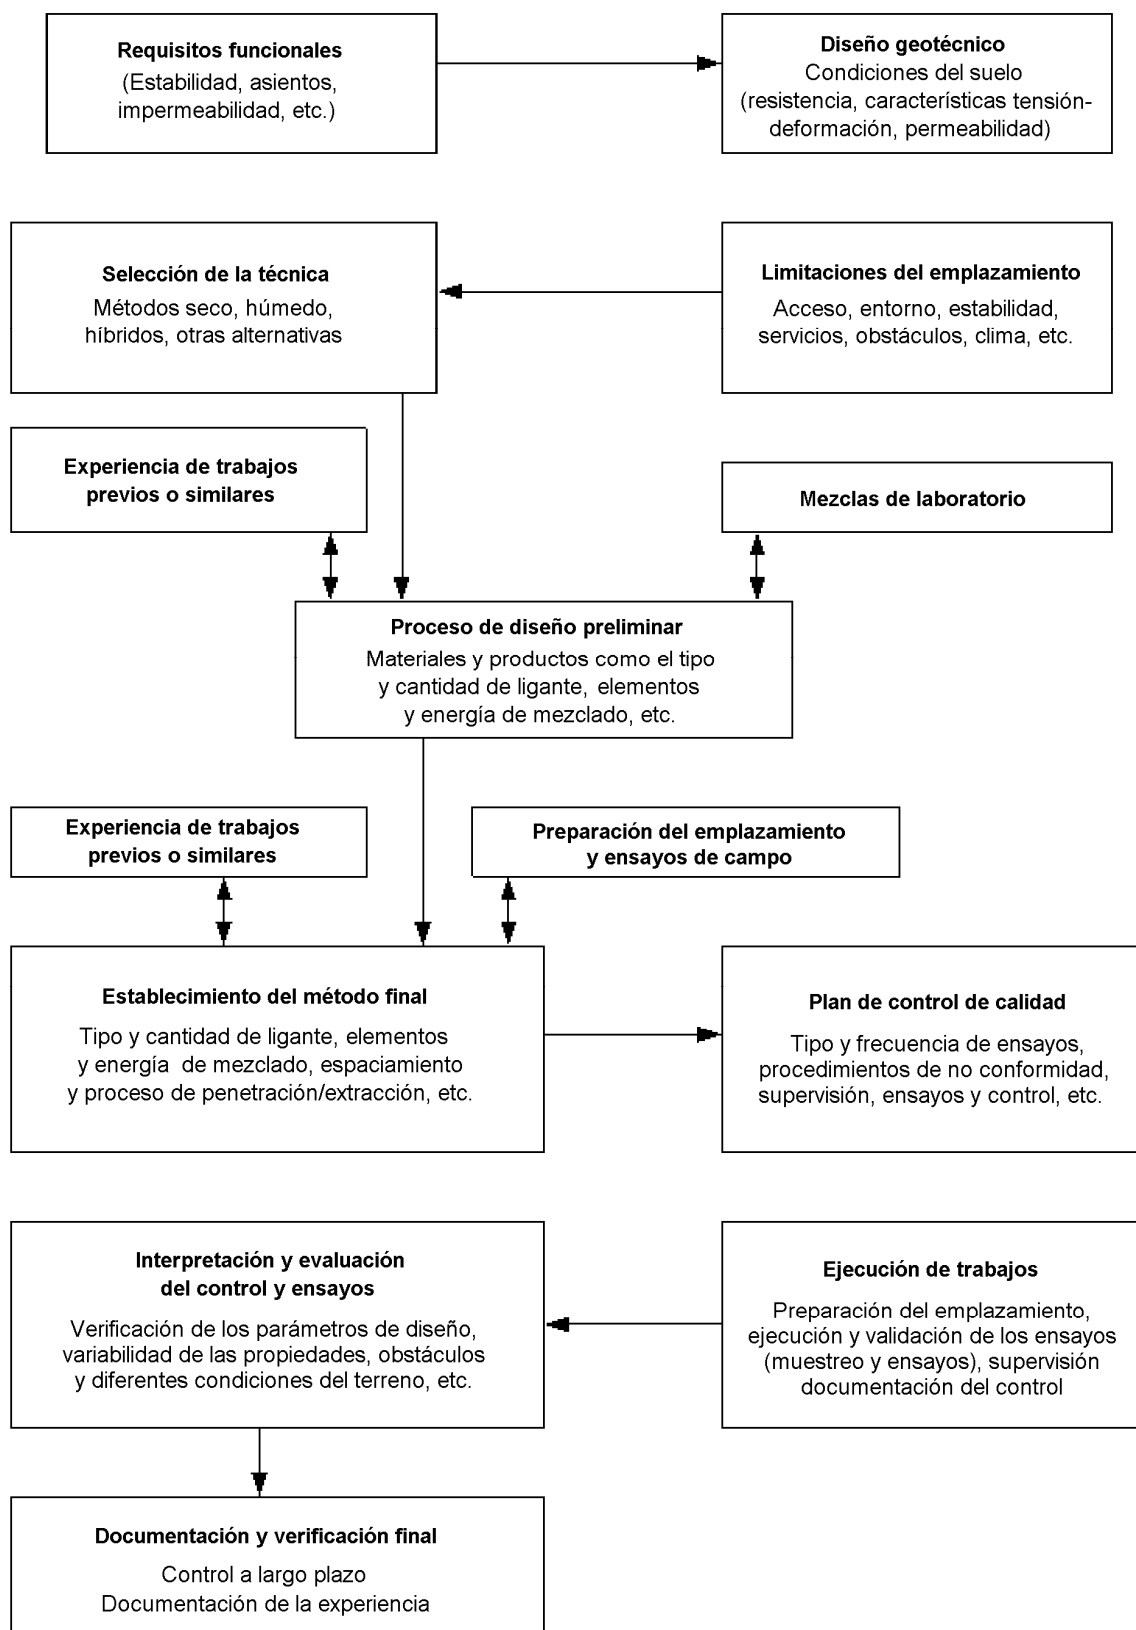 Requisitos funcionales
(Estabilidad, asientos,
impermeabilidad, etc.)
Diseño geotécnico
Condiciones del suelo
(resistencia, características tensión-
deformación, permeabilidad)
Selección de la técnica
Métodos seco, húmedo,
híbridos, otras alternativas
Limitaciones del emplazamiento
Acceso, entorno, estabilidad,
servicios, obstáculos, clima, etc.
Experiencia de trabajos
previos o similares
Mezclas de laboratorio
Proceso de diseño preliminar
Materiales y productos como el tipo
y cantidad de ligante, elementos
y energía de mezclado, etc.
Experiencia de trabajos
previos o similares
Preparación del emplazamiento
y ensayos de campo
Establecimiento del método final
Tipo y cantidad de ligante, elementos
y energía de mezclado, espaciamiento
y proceso de penetración/extracción, etc.
Plan de control de calidad
Tipo y frecuencia de ensayos,
procedimientos de no conformidad,
supervisión, ensayos y control, etc.
Interpretación y evaluación
del control y ensayos
Verificación de los parámetros de diseño,
variabilidad de las propiedades, obstáculos
y diferentes condiciones del terreno, etc.
Ejecución de trabajos
Preparación del emplazamiento,
ejecución y validación de los ensayos
(muestreo y ensayos), supervisión
documentación del control
Documentación y verificación final
Control a largo plazo
Documentación de la experiencia